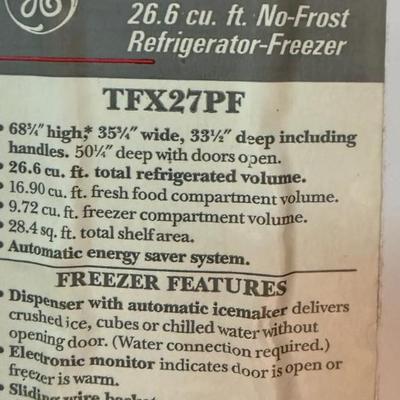 26.6 cu. ft. No-Frost
Refrigerator-Freezer
TFX27PF
• 68¾" high,* 35¾" wide, 33½" deep including
handles. 50¼" deep with doors open.
• 26.6 cu. ft. total refrigerated volume.
• 16.90 cu. ft. fresh food compartment volume.
• 9.72 cu. ft. freezer compartment volume.
• 28.4 sq. ft. total shelf area.
• Automatic energy saver system.
FREEZER FEATURES
• Dispenser with automatic icemaker delivers
crushed ice, cubes or chilled water without
opening door. (Water connection required.)
• Electronic monitor indicates door is open or
freezer is warm.
• Sliding wire